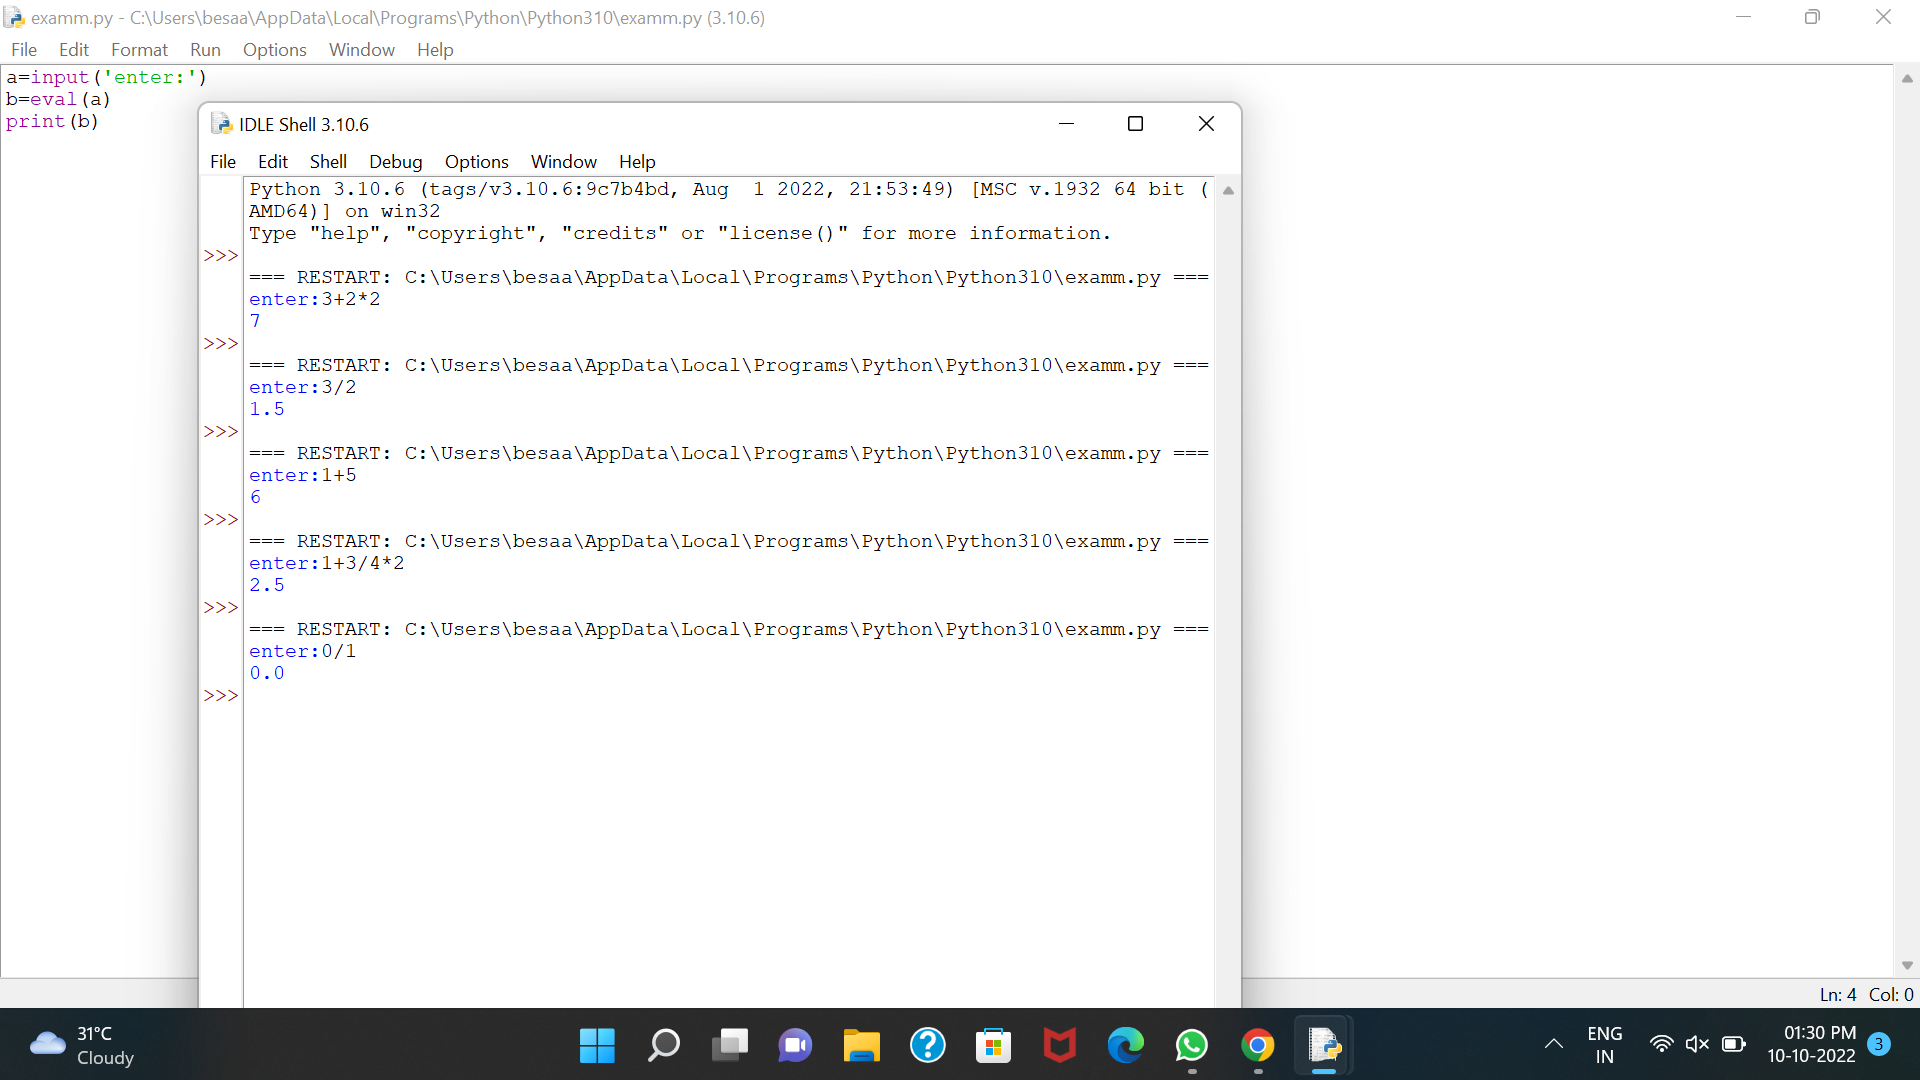 examm.py - C:\Users\besaa\AppData\Local\Programs\Python\Python310\examm.py (3.10.6)
File Edit Format Run Options Window Help
a=input('enter:')
b=eval(a)
print(b)
IDLE Shell 3.10.6
File Edit Shell Debug Options Window Help
Python 3.10.6 (tags/v3.10.6:9c7b4bd, Aug  1 2022, 21:53:49) [MSC v.1932 64 bit (
AMD64)] on win32
Type "help", "copyright", "credits" or "license()" for more information.
>>>
=== RESTART: C:\Users\besaa\AppData\Local\Programs\Python\Python310\examm.py ===
enter:3+2*2
7
>>>
=== RESTART: C:\Users\besaa\AppData\Local\Programs\Python\Python310\examm.py ===
enter:3/2
1.5
>>>
=== RESTART: C:\Users\besaa\AppData\Local\Programs\Python\Python310\examm.py ===
enter:1+5
6
>>>
=== RESTART: C:\Users\besaa\AppData\Local\Programs\Python\Python310\examm.py ===
enter:1+3/4*2
2.5
>>>
=== RESTART: C:\Users\besaa\AppData\Local\Programs\Python\Python310\examm.py ===
enter:0/1
0.0
>>>
Ln: 4 Col: 0
31°C
Cloudy
ENG
IN
01:30 PM
10-10-2022
3